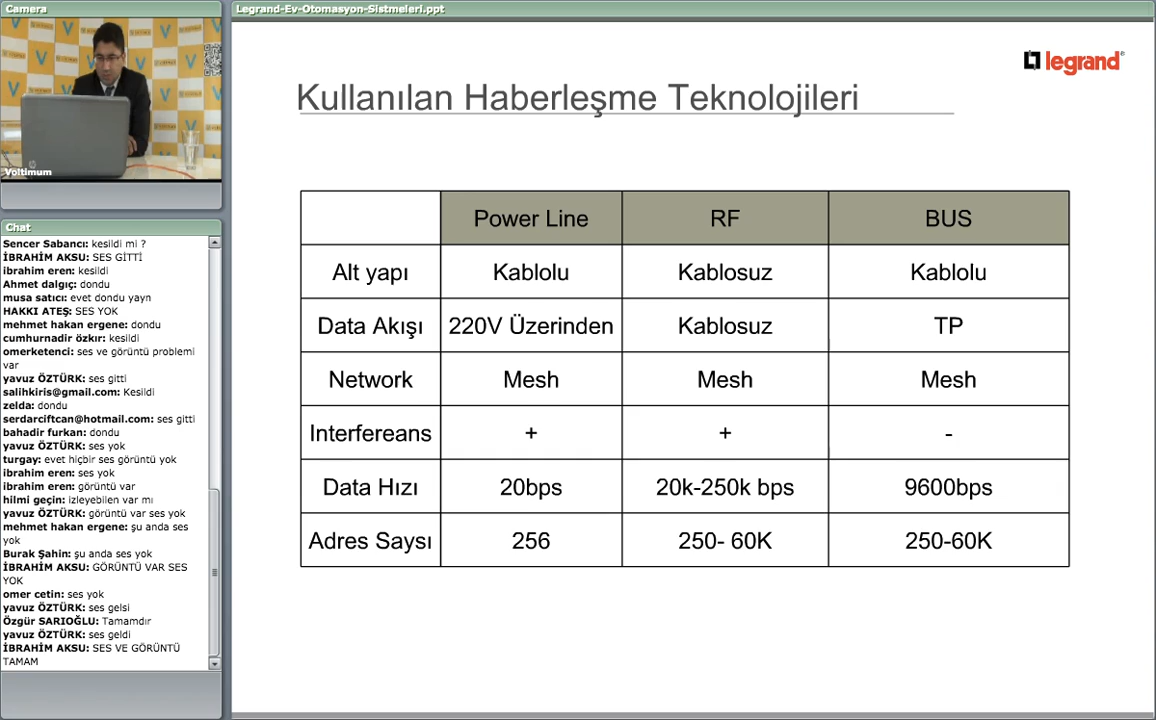 Camera
Voltimum
Chat
Sencer Sabancı: kesildi mi ?
İBRAHİM AKSU: SES GİTTİ
ibrahim eren: kesildi
Ahmet dalgıç: dondu
musa satıcı: evet dondu yayn
HAKKI ATEŞ: SES YOK
mehmet hakan ergene: dondu
cumhurnadir özkır: kesildi
omerketenci: ses ve görüntü problemi
var
yavuz ÖZTÜRK: ses gitti
salihkiris@gmail.com: Kesildi
zelda: dondu
serdarciftcan@hotmail.com: ses gitti
bahadir furkan: dondu
yavuz ÖZTÜRK: ses yok
turgay: evet hiçbir ses görüntü yok
ibrahim eren: ses yok
ibrahim eren: görüntü var
hilmi geçin: izleyebilen var mı
yavuz ÖZTÜRK: görüntü var ses yok
mehmet hakan ergene: şu anda ses
yok
Burak Şahin: şu anda ses yok
İBRAHİM AKSU: GÖRÜNTÜ VAR SES
YOK
omer cetin: ses yok
yavuz ÖZTÜRK: ses gelsi
Özgür SARIOĞLU: Tamamdır
yavuz ÖZTÜRK: ses geldi
İBRAHİM AKSU: SES VE GÖRÜNTÜ
TAMAM
Legrand-Ev-Otomasyon-Sistmeleri.ppt
legrand
Kullanılan Haberleşme Teknolojileri
Power Line RF BUS
Alt yapı Kablolu Kablosuz Kablolu
Data Akışı 220V Üzerinden Kablosuz TP
Network Mesh Mesh Mesh
Interfereans + + -
Data Hızı 20bps 20k-250k bps 9600bps
Adres Saysı 256 250- 60K 250-60K